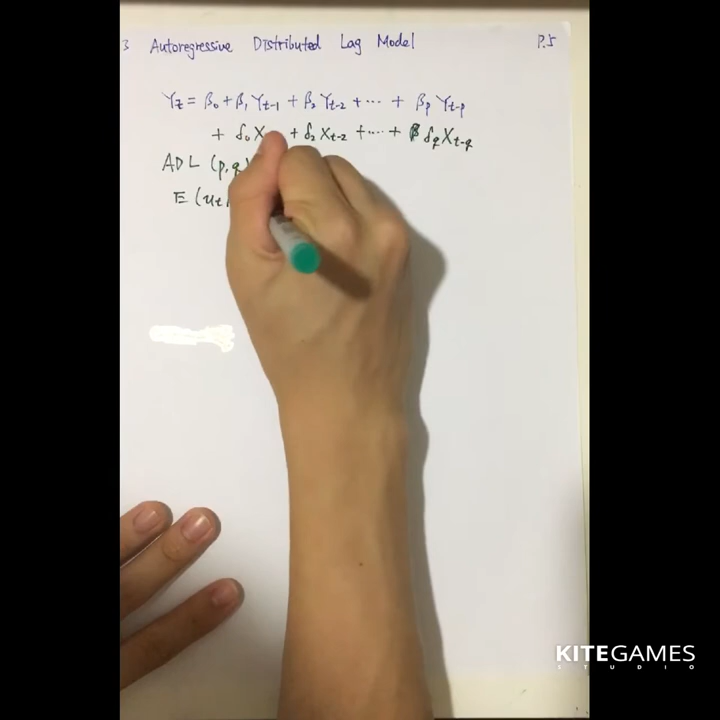 3 Autoregressive Distributed Lag Model P.5
Yt = β0 + β1 Yt-1 + β2 Yt-2 + ··· + βp Yt-p
+ δ0 X + δ2 Xt-2 + ···· + δq Xt-q
ADL (p,q)
E (ut
KITEGAMES
STUDIO